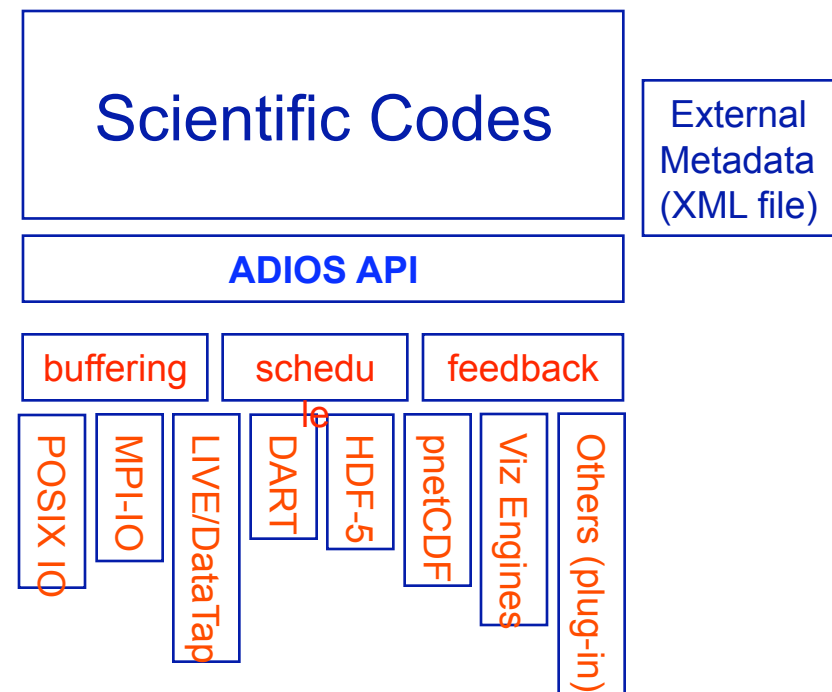 Scientific Codes
External
Metadata
(XML file)
ADIOS API
buffering
schedu
le
feedback
POSIX IO
MPI-IO
LIVE/DataTap
DART
HDF-5
pnetCDF
Viz Engines
Others (plug-in)